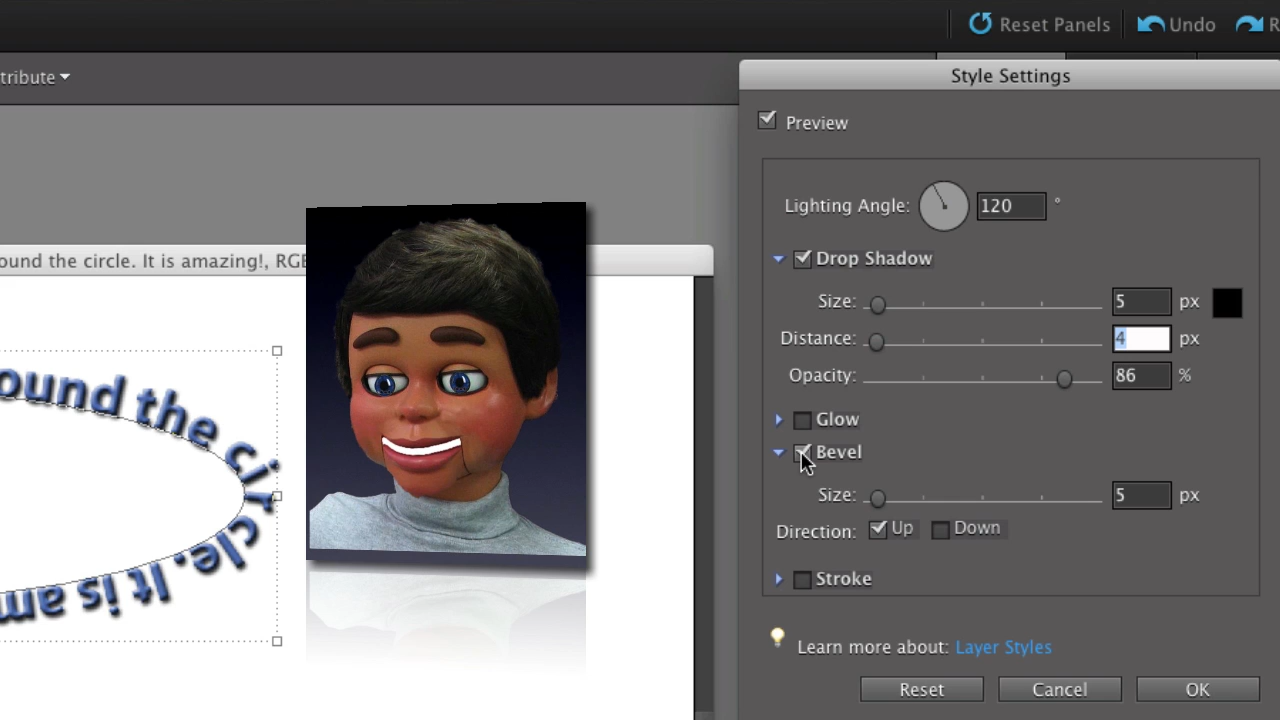 Reset Panels Undo R
tribute
Style Settings
Preview
ound the circle. It is amazing!, RGB
Lighting Angle: 120 °
Drop Shadow
Size: 5 px
Distance: 4 px
Opacity: 86 %
Glow
Bevel
Size: 5 px
Direction: Up Down
Stroke
Learn more about: Layer Styles
Reset Cancel OK
ound the circle. It is am